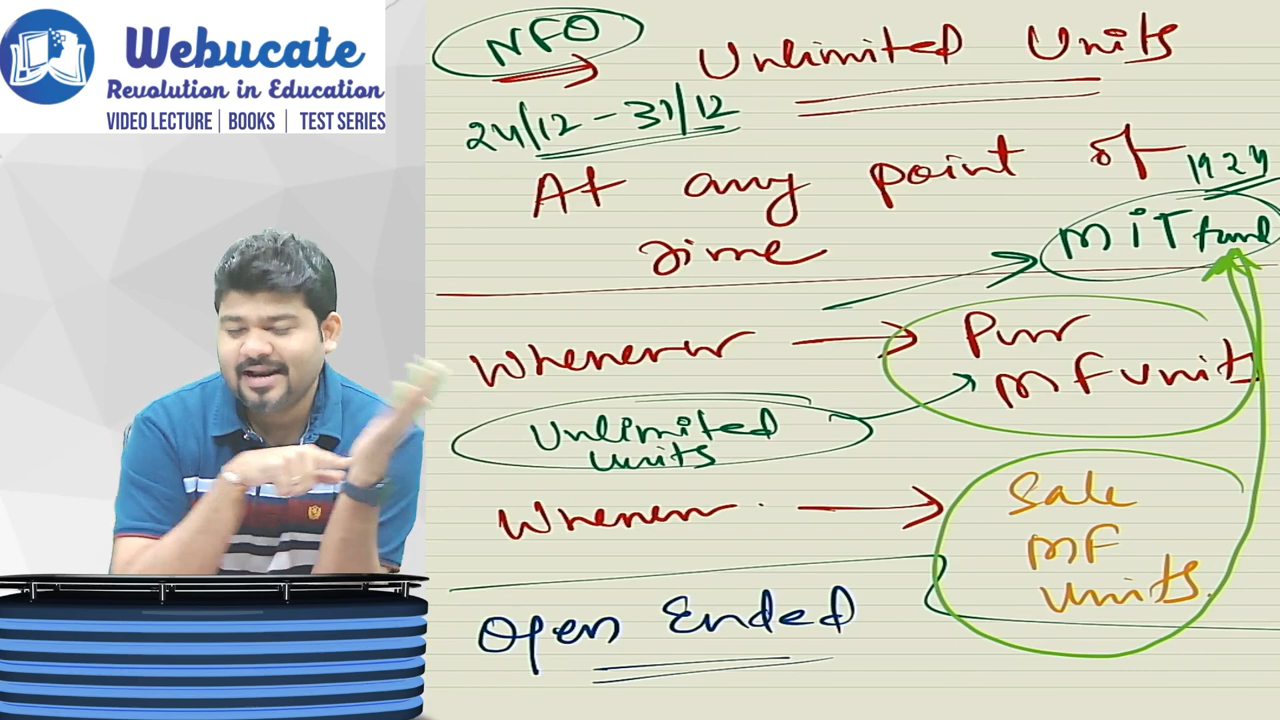 Webucate
Revolution in Education
VIDEO LECTURE | BOOKS | TEST SERIES
NFO
Unlimited Units
24/12 - 31/12
At any point of
time
1924
MIT fund
Whenever → Purr
MF units
Unlimited
units
Whenever → Sale
MF
units.
Open Ended